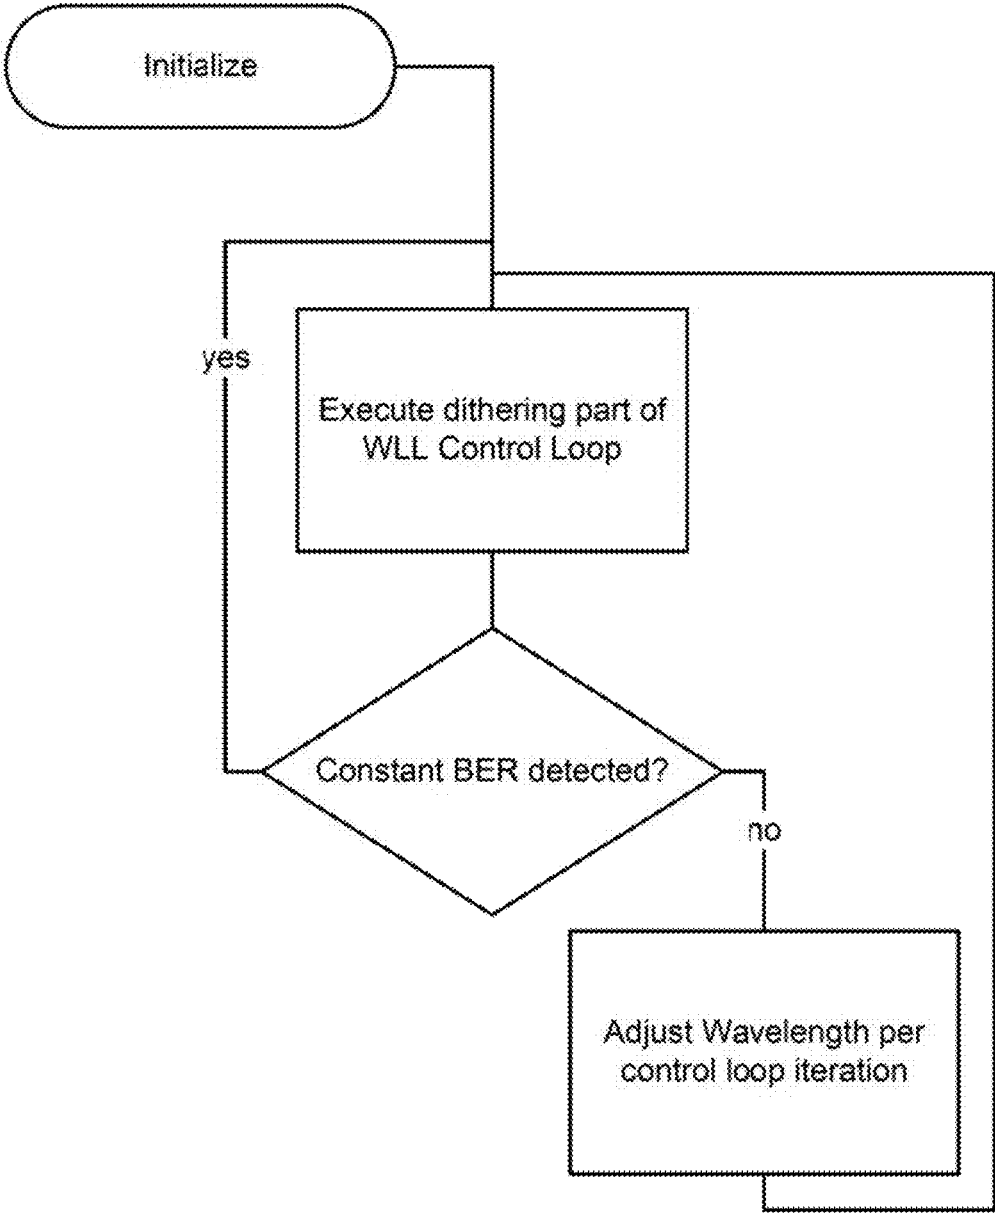 Initialize
yes
Execute dithering part of
WLL Control Loop
Constant BER detected?
no
Adjust Wavelength per
control loop iteration